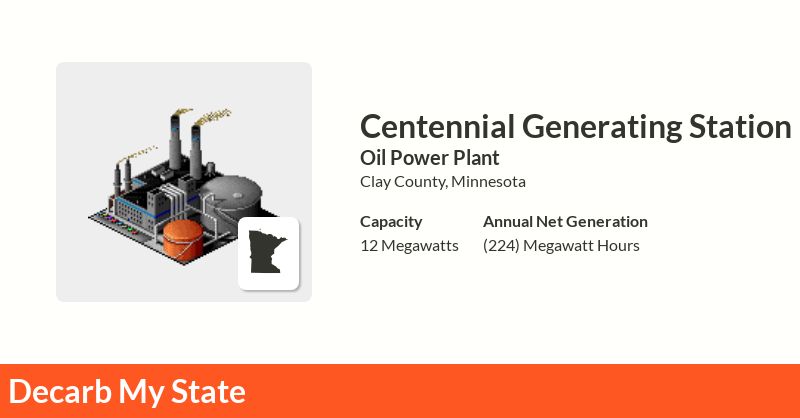 Centennial Generating Station
Oil Power Plant
Clay County, Minnesota
Capacity Annual Net Generation
12 Megawatts (224) Megawatt Hours
Decarb My State